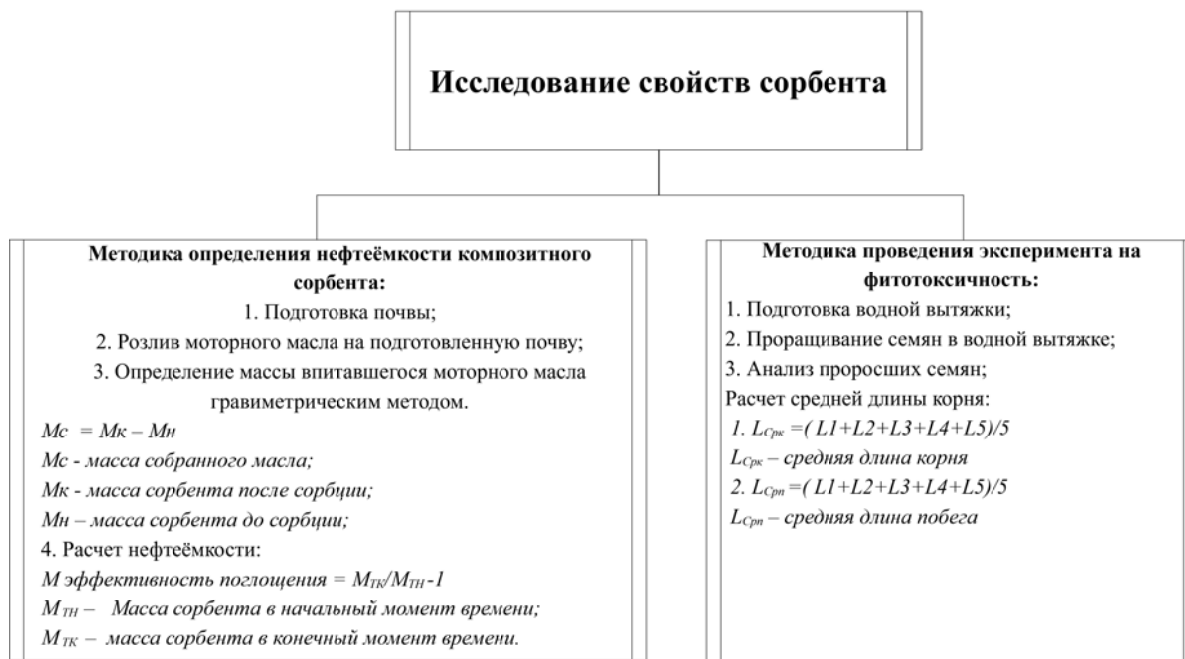 Исследование свойств сорбента
Методика определения нефтеёмкости композитного
сорбента:
1. Подготовка почвы;
2. Розлив моторного масла на подготовленную почву;
3. Определение массы впитавшегося моторного масла
гравиметрическим методом.
Мс = Мк – Мн
Мс - масса собранного масла;
Мк - масса сорбента после сорбции;
Мн – масса сорбента до сорбции;
4. Расчет нефтеёмкости:
М эффективность поглощения = МТК/МТН-1
МТН – Масса сорбента в начальный момент времени;
МТК – масса сорбента в конечный момент времени.
Методика проведения эксперимента на
фитотоксичность:
1. Подготовка водной вытяжки;
2. Проращивание семян в водной вытяжке;
3. Анализ проросших семян;
Расчет средней длины корня:
1. LСрк =( L1+L2+L3+L4+L5)/5
LСрк – средняя длина корня
2. LСрп =( L1+L2+L3+L4+L5)/5
LСрп – средняя длина побега